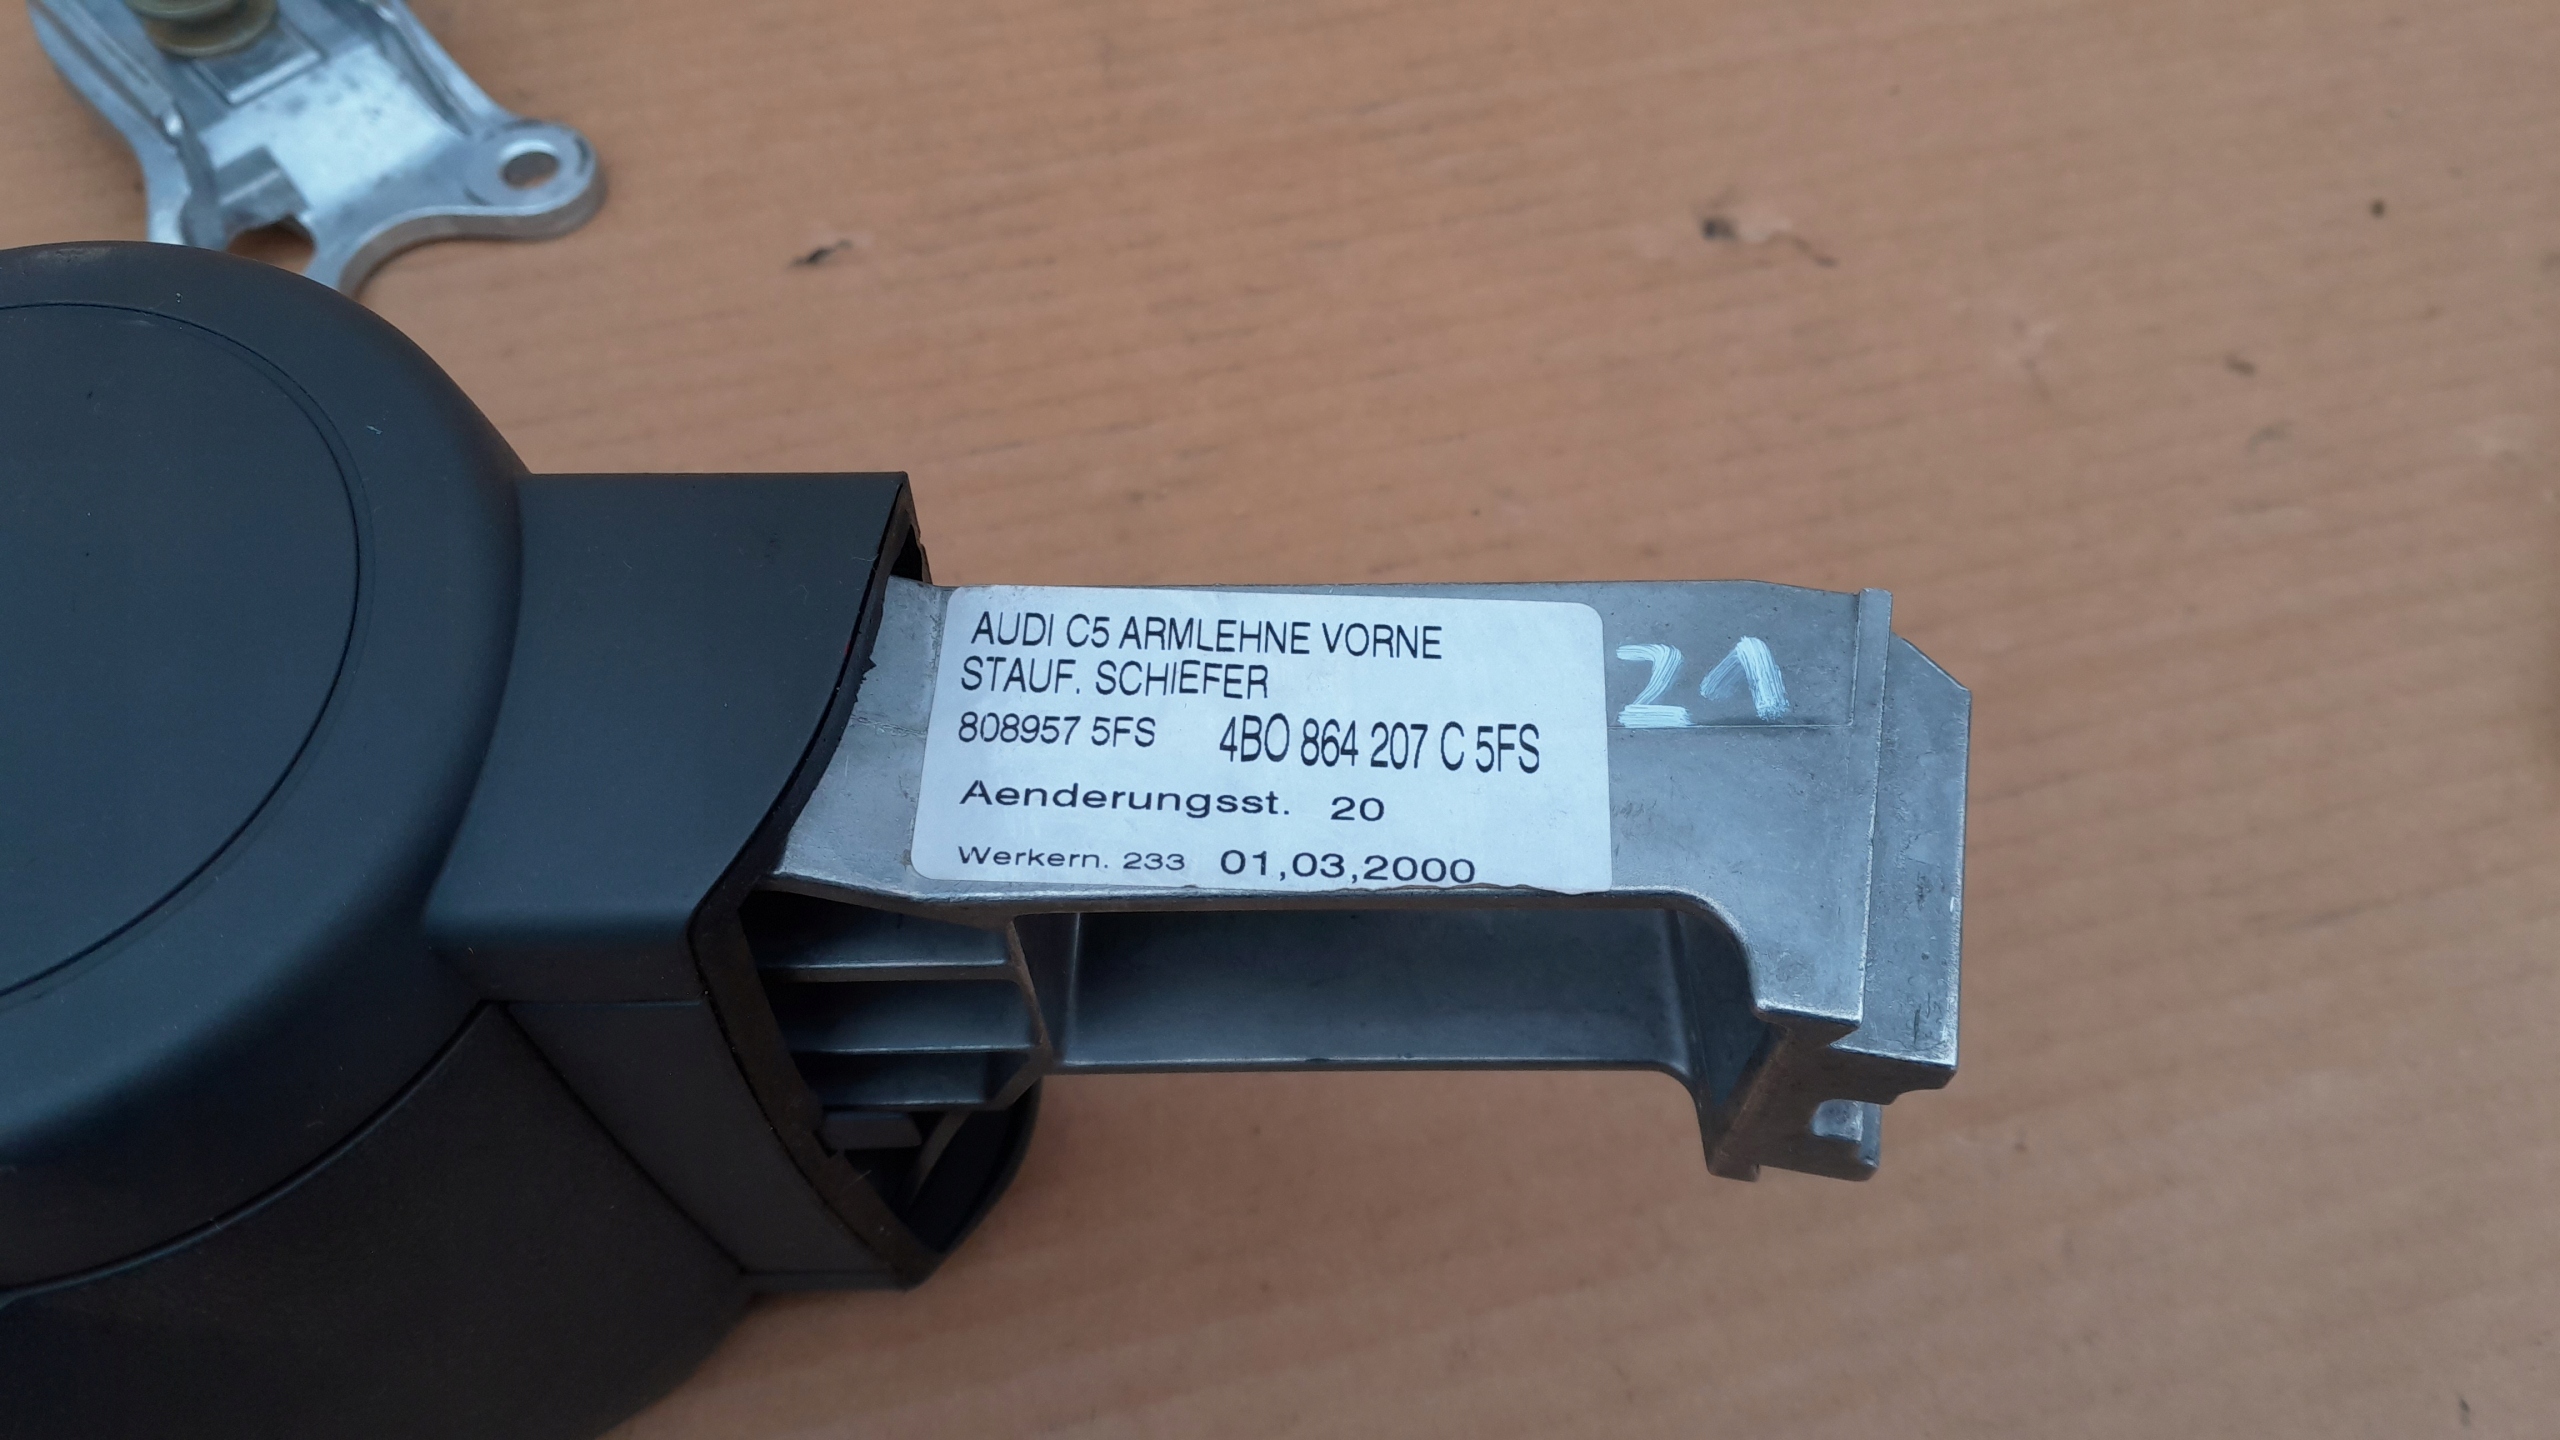 AUDI C5 ARMLEHNE VORNE
STAUF. SCHIEFER
808957 5FS 4BO 864 207 C 5FS
Aenderungsst. 20
Werkern. 233 01,03,2000
21